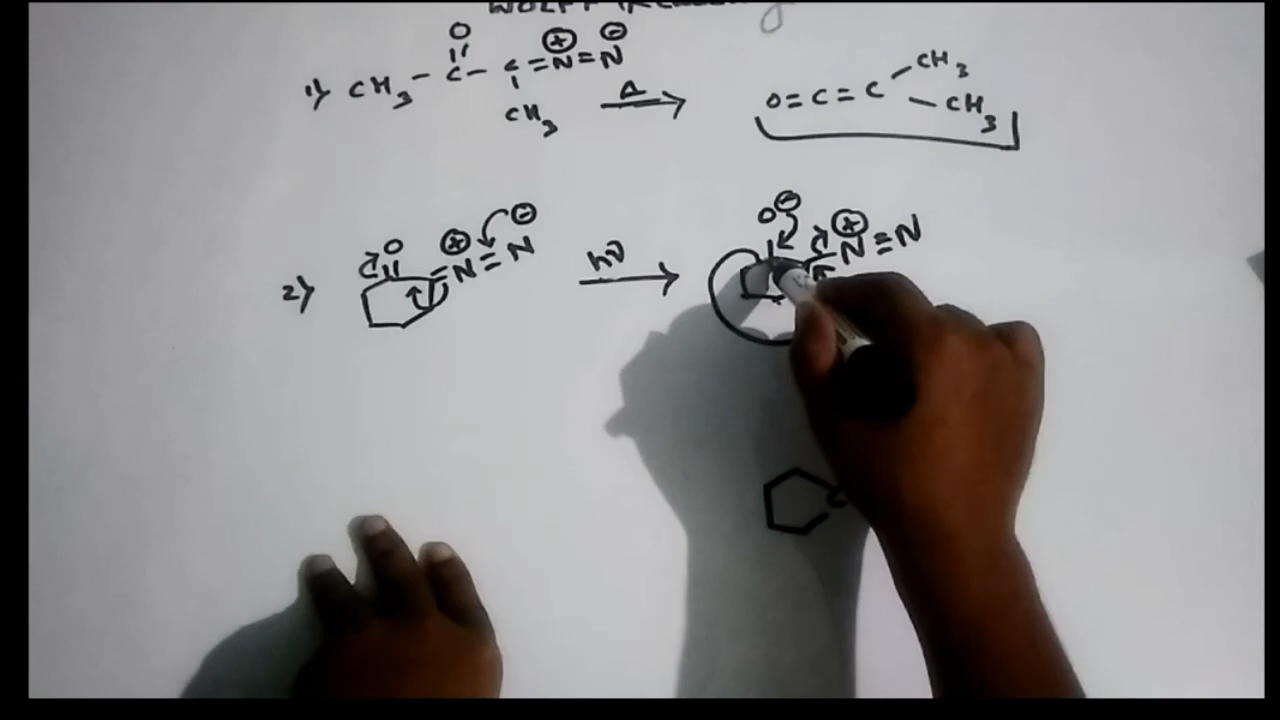 1) CH3 - C - C = N = N
O ⊕ ⊖
CH3
Δ
O = C = C - CH3
- CH3
2) O ⊕ ⊖
N = N
hν
O ⊖ ⊕
N ≡ N